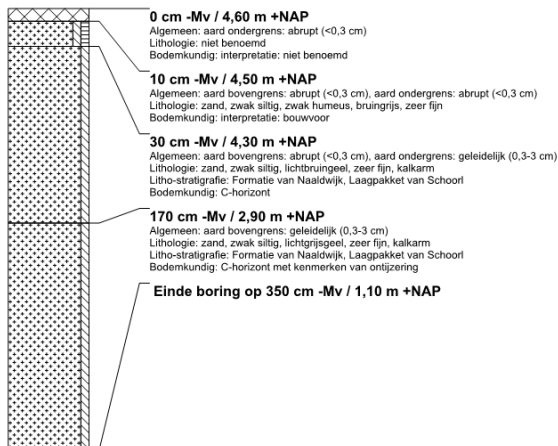 0 cm -Mv / 4,60 m +NAP
Algemeen: aard ondergrens: abrupt (<0,3 cm)
Lithologie: niet benoemd
Bodemkundig: interpretatie: niet benoemd
10 cm -Mv / 4,50 m +NAP
Algemeen: aard bovengrens: abrupt (<0,3 cm), aard ondergrens: abrupt (<0,3 cm)
Lithologie: zand, zwak siltig, zwak humeus, bruingrijs, zeer fijn
Bodemkundig: interpretatie: bouwvoor
30 cm -Mv / 4,30 m +NAP
Algemeen: aard bovengrens: abrupt (<0,3 cm), aard ondergrens: geleidelijk (0,3-3 cm)
Lithologie: zand, zwak siltig, lichtbruingeel, zeer fijn, kalkarm
Litho-stratigrafie: Formatie van Naaldwijk, Laagpakket van Schoorl
Bodemkundig: C-horizont
170 cm -Mv / 2,90 m +NAP
Algemeen: aard bovengrens: geleidelijk (0,3-3 cm)
Lithologie: zand, zwak siltig, lichtgrijsgeel, zeer fijn, kalkarm
Litho-stratigrafie: Formatie van Naaldwijk, Laagpakket van Schoorl
Bodemkundig: C-horizont met kenmerken van ontijzering
Einde boring op 350 cm -Mv / 1,10 m +NAP